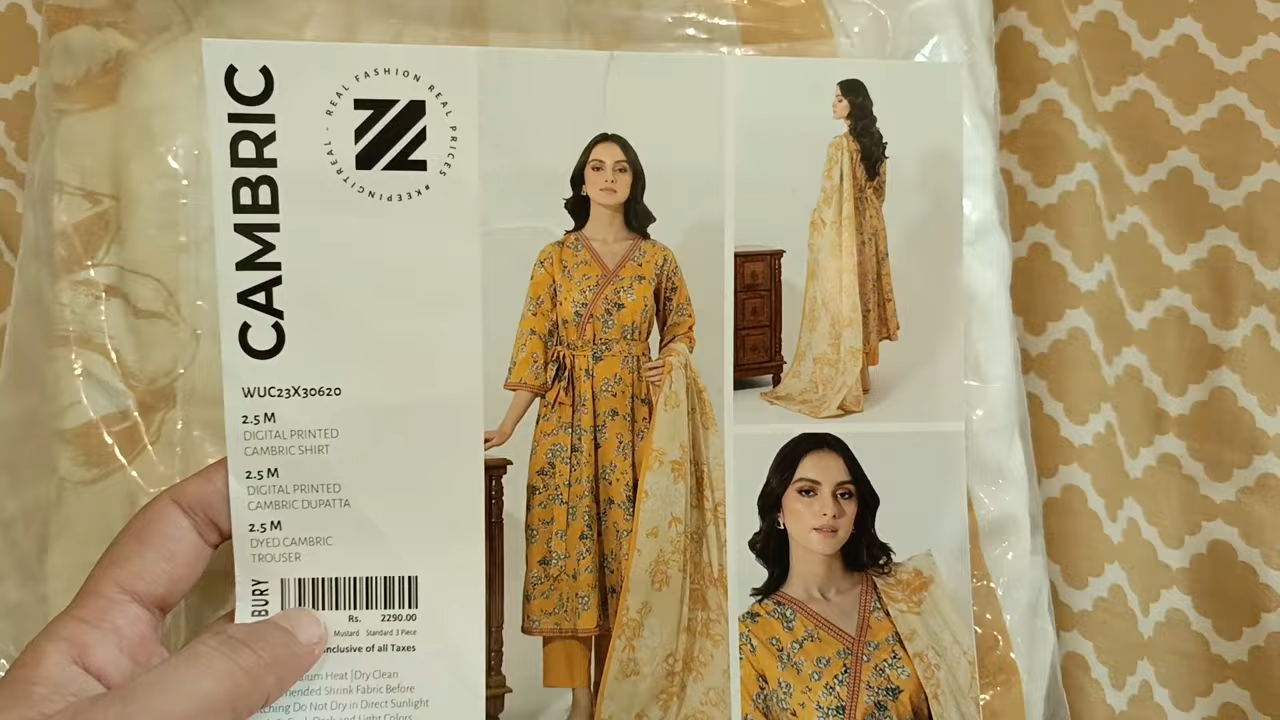 CAMBRIC
REAL FASHION REAL PRICES #KEEPINGITREAL -
WUC23X30620
2.5 M
DIGITAL PRINTED
CAMBRIC SHIRT
2.5 M
DIGITAL PRINTED
CAMBRIC DUPATTA
2.5 M
DYED CAMBRIC
TROUSER
BURY
Rs. 2290.00
Mustard Standard 3 Piece
Inclusive of all Taxes
Heat |Dry Clean
Shrink Fabric Before
Do Not Dry in Direct Sunlight
Dark and Light Colors